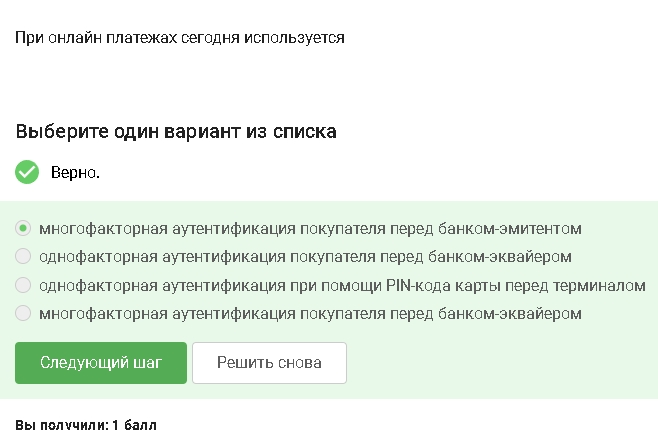 При онлайн платежах сегодня используется
Выберите один вариант из списка
Верно.
многофакторная аутентификация покупателя перед банком-эмитентом
однофакторная аутентификация покупателя перед банком-эквайером
однофакторная аутентификация при помощи PIN-кода карты перед терминалом
многофакторная аутентификация покупателя перед банком-эквайером
Следующий шаг Решить снова
Вы получили: 1 балл